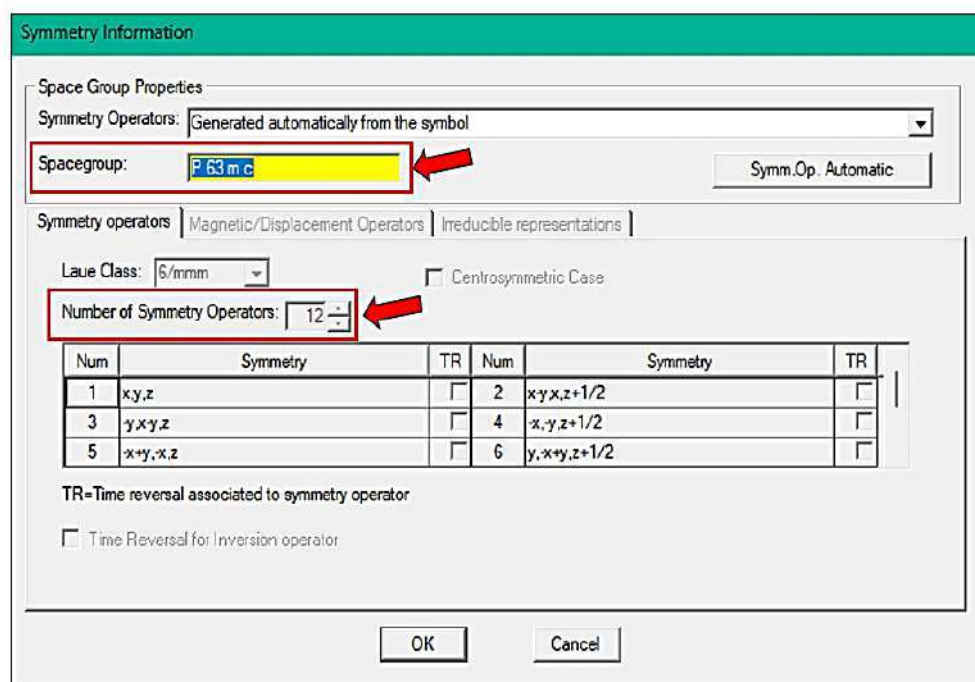 Symmetry Information
Space Group Properties
Symmetry Operators: Generated automatically from the symbol
Spacegroup: P 63 m c Symm.Op. Automatic
Symmetry operators Magnetic/Displacement Operators Irreducible representations
Laue Class: 6/mmm Centrosymmetric Case
Number of Symmetry Operators: 12
Num Symmetry TR Num Symmetry TR
1 x,y,z 2 x-y,x,z+1/2
3 -y,x-y,z 4 -x,-y,z+1/2
5 -x+y,-x,z 6 y,-x+y,z+1/2
TR=Time reversal associated to symmetry operator
Time Reversal for Inversion operator
OK Cancel